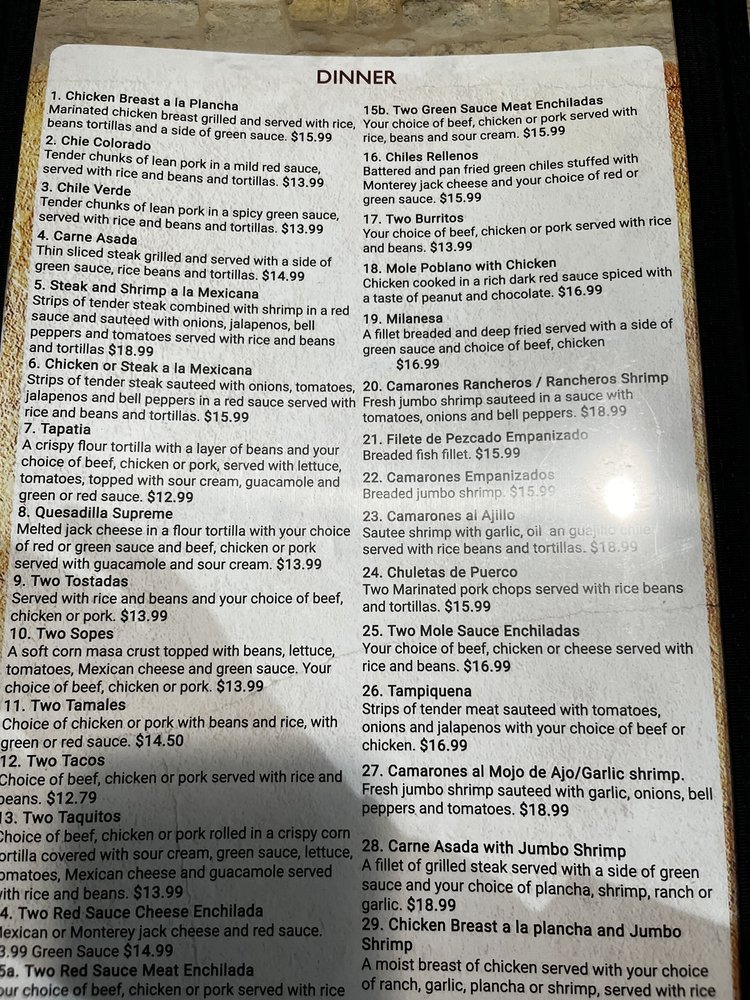 DINNER
1. Chicken Breast a la Plancha
Marinated chicken breast grilled and served with rice,
beans tortillas and a side of green sauce. $15.99
2. Chie Colorado
Tender chunks of lean pork in a mild red sauce,
served with rice and beans and tortillas. $13.99
3. Chile Verde
Tender chunks of lean pork in a spicy green sauce,
served with rice and beans and tortillas. $13.99
4. Carne Asada
Thin sliced steak grilled and served with a side of
green sauce, rice beans and tortillas. $14.99
5. Steak and Shrimp a la Mexicana
Strips of tender steak combined with shrimp in a red
sauce and sauteed with onions, jalapenos, bell
peppers and tomatoes served with rice and beans
and tortillas $18.99
6. Chicken or Steak a la Mexicana
Strips of tender steak sauteed with onions, tomatoes,
jalapenos and bell peppers in a red sauce served with
rice and beans and tortillas. $15.99
7. Tapatia
A crispy flour tortilla with a layer of beans and your
choice of beef, chicken or pork, served with lettuce,
tomatoes, topped with sour cream, guacamole and
green or red sauce. $12.99
8. Quesadilla Supreme
Melted jack cheese in a flour tortilla with your choice
of red or green sauce and beef, chicken or pork
served with guacamole and sour cream. $13.99
9. Two Tostadas
Served with rice and beans and your choice of beef,
chicken or pork. $13.99
10. Two Sopes
A soft corn masa crust topped with beans, lettuce,
tomatoes, Mexican cheese and green sauce. Your
choice of beef, chicken or pork. $13.99
11. Two Tamales
Choice of chicken or pork with beans and rice, with
green or red sauce. $14.50
12. Two Tacos
Choice of beef, chicken or pork served with rice and
beans. $12.79
13. Two Taquitos
Choice of beef, chicken or pork rolled in a crispy corn
ortilla covered with sour cream, green sauce, lettuce,
omatoes, Mexican cheese and guacamole served
with rice and beans. $13.99
4. Two Red Sauce Cheese Enchilada
Mexican or Monterey jack cheese and red sauce.
3.99 Green Sauce $14.99
5a. Two Red Sauce Meat Enchilada
our choice of beef, chicken or pork served with rice
15b. Two Green Sauce Meat Enchiladas
Your choice of beef, chicken or pork served with
rice, beans and sour cream. $15.99
16. Chiles Rellenos
Battered and pan fried green chiles stuffed with
Monterey jack cheese and your choice of red or
green sauce. $15.99
17. Two Burritos
Your choice of beef, chicken or pork served with rice
and beans. $13.99
18. Mole Poblano with Chicken
Chicken cooked in a rich dark red sauce spiced with
a taste of peanut and chocolate. $16.99
19. Milanesa
A fillet breaded and deep fried served with a side of
green sauce and choice of beef, chicken
$16.99
20. Camarones Rancheros / Rancheros Shrimp
Fresh jumbo shrimp sauteed in a sauce with
tomatoes, onions and bell peppers. $18.99
21. Filete de Pezcado Empanizado
Breaded fish fillet. $15.99
22. Camarones Empanizados
Breaded jumbo shrimp. $15.99
23. Camarones al Ajillo
Sautee shrimp with garlic, oil an guajillo chile
served with rice beans and tortillas. $18.99
24. Chuletas de Puerco
Two Marinated pork chops served with rice beans
and tortillas. $15.99
25. Two Mole Sauce Enchiladas
Your choice of beef, chicken or cheese served with
rice and beans. $16.99
26. Tampiquena
Strips of tender meat sauteed with tomatoes,
onions and jalapenos with your choice of beef or
chicken. $16.99
27. Camarones al Mojo de Ajo/Garlic shrimp.
Fresh jumbo shrimp sauteed with garlic, onions, bell
peppers and tomatoes. $18.99
28. Carne Asada with Jumbo Shrimp
A fillet of grilled steak served with a side of green
sauce and your choice of plancha, shrimp, ranch or
garlic. $18.99
29. Chicken Breast a la plancha and Jumbo
Shrimp
A moist breast of chicken served with your choice
of ranch, garlic, plancha or shrimp, served with rice